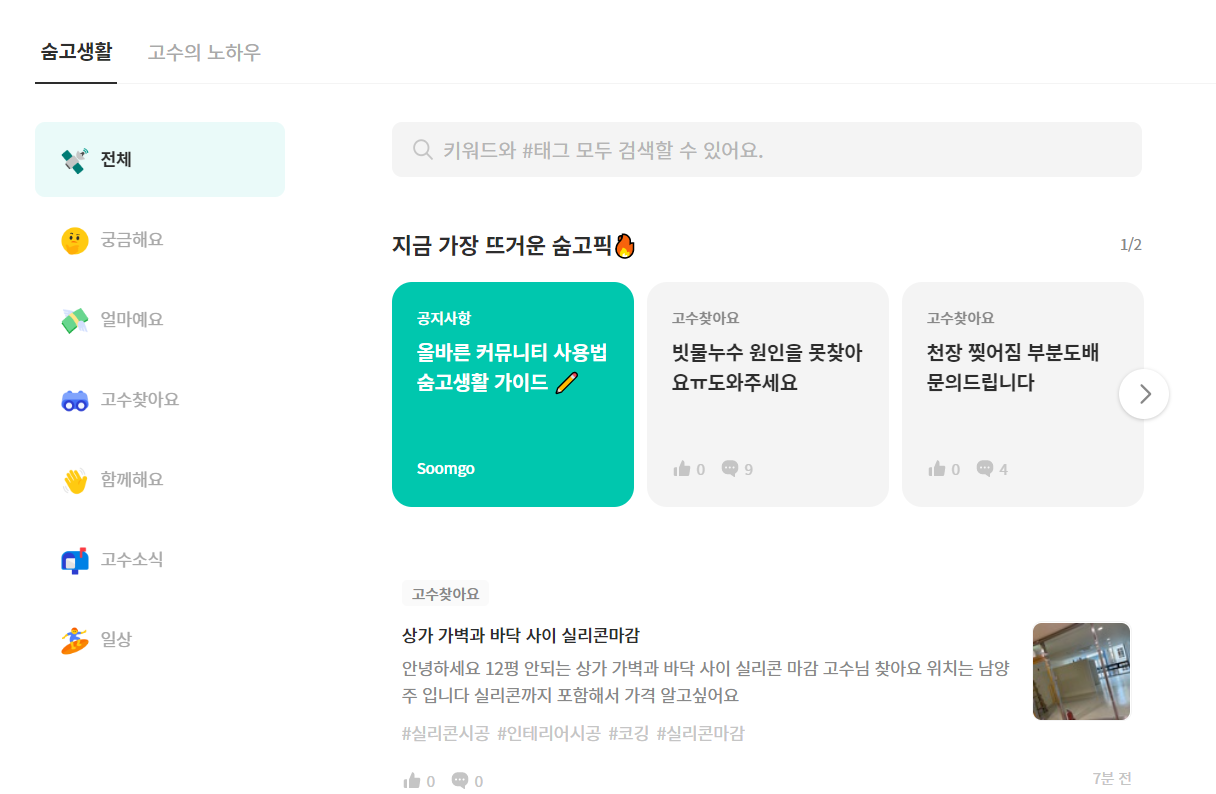 숨고생활 고수의 노하우
전체
궁금해요
얼마예요
고수찾아요
함께해요
고수소식
일상
키워드와 #태그 모두 검색할 수 있어요.
지금 가장 뜨거운 숨고픽🔥
1/2
공지사항
올바른 커뮤니티 사용법
숨고생활 가이드 ✏️
Soomgo
고수찾아요
빗물누수 원인을 못찾아
요ㅠ도와주세요
0 9
고수찾아요
천장 찢어짐 부분도배
문의드립니다
0 4
고수찾아요
상가 가벽과 바닥 사이 실리콘마감
안녕하세요 12평 안되는 상가 가벽과 바닥 사이 실리콘 마감 고수님 찾아요 위치는 남양
주 입니다 실리콘까지 포함해서 가격 알고싶어요
#실리콘시공 #인테리어시공 #코킹 #실리콘마감
0 0
7분 전